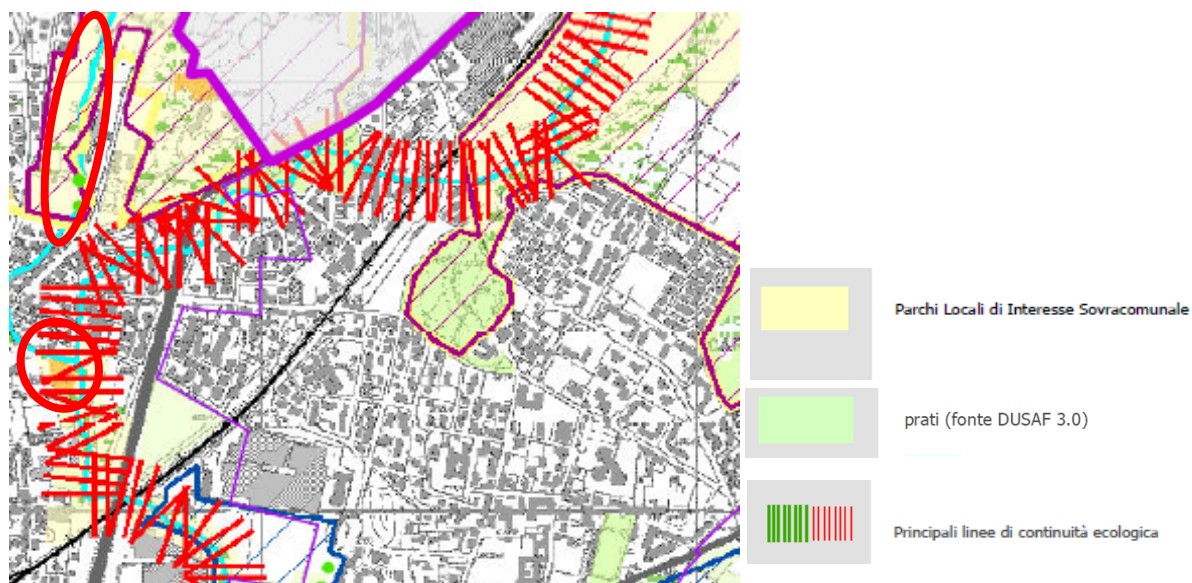 Parchi Locali di Interesse Sovracomunale
prati (fonte DUSAF 3.0)
Principali linee di continuità ecologica